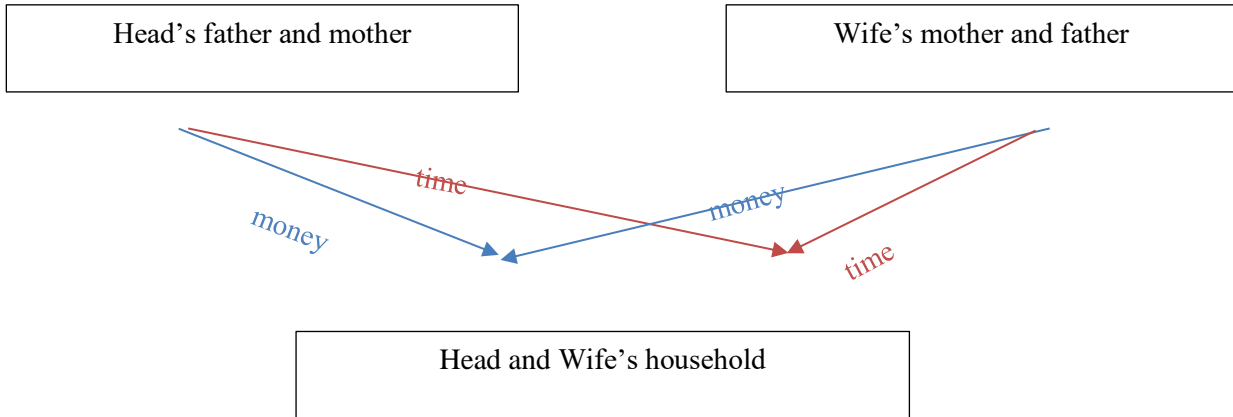 Head’s father and mother
Wife’s mother and father
time
money
money
time
Head and Wife’s household